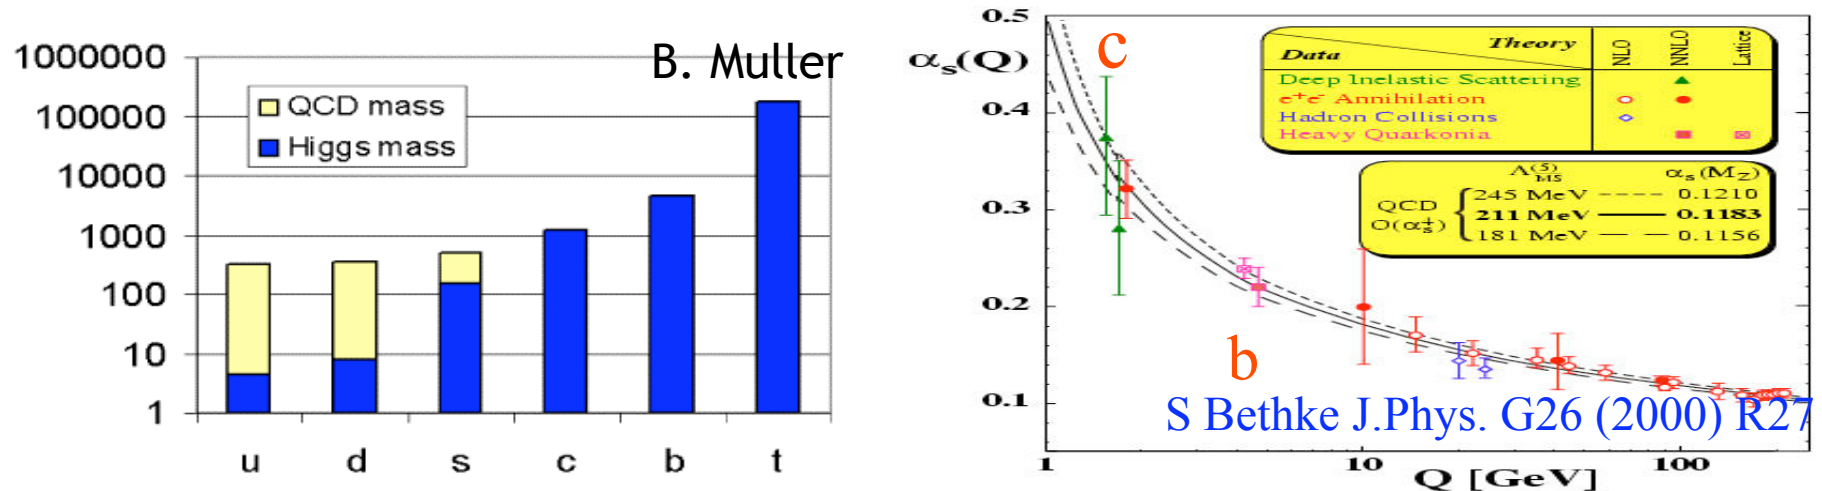 B. Muller
1000000
100000
10000
1000
100
10
1
QCD mass
Higgs mass
u d s c b t
αs(Q)
0.5
0.4
0.3
0.2
0.1
c
b
Data Theory NLO NNLO Lattice
Deep Inelastic Scattering
e+e- Annihilation
Hadron Collisions
Heavy Quarkonia
Λ(5)MS αs(MZ)
QCD
O(αs4)
245 MeV 0.1210
211 MeV 0.1183
181 MeV 0.1156
S Bethke J.Phys. G26 (2000) R27
1 10 100
Q [GeV]